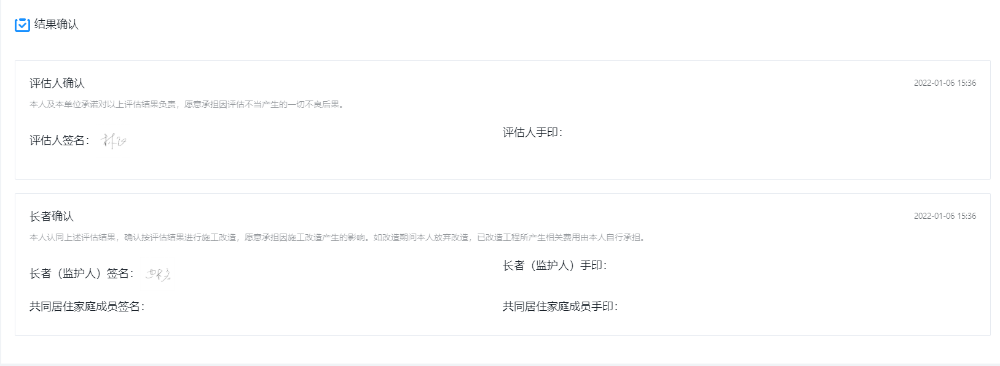 结果确认
评估人确认
2022-01-06 15:36
本人及本单位承诺对以上评估结果负责，愿意承担因评估不当产生的一切不良后果。
评估人签名：
评估人手印：
长者确认
2022-01-06 15:36
本人认同上述评估结果，确认按评估结果进行施工改造，愿意承担因施工改造产生的影响。如改造期间本人放弃改造，已改造工程所产生相关费用由本人自行承担。
长者（监护人）签名：
长者（监护人）手印：
共同居住家庭成员签名：
共同居住家庭成员手印：